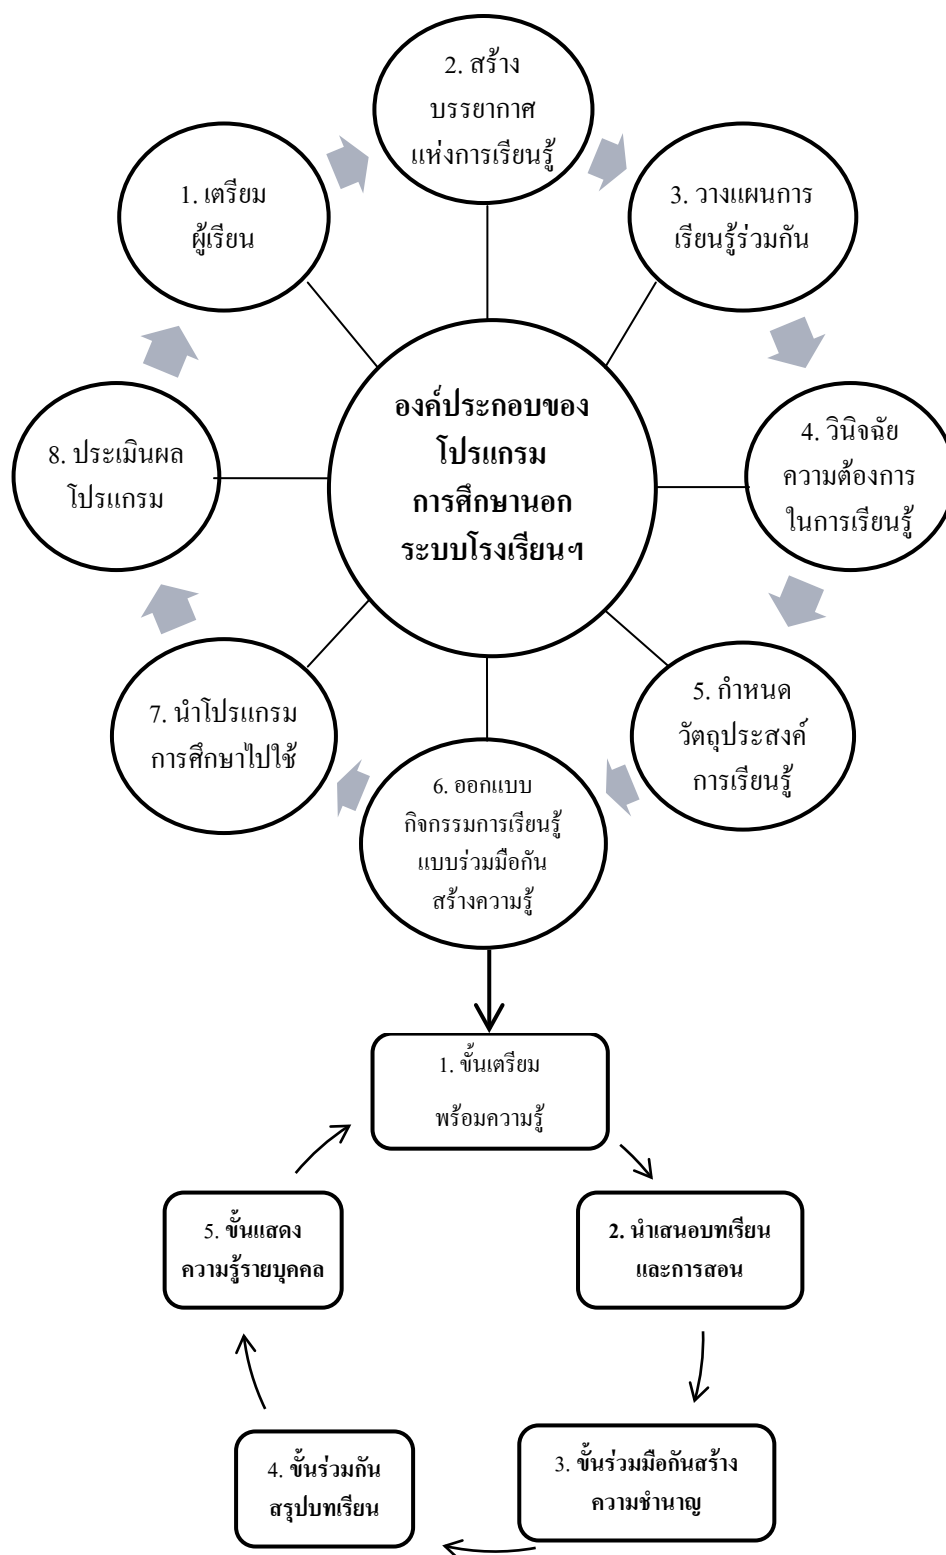 2. สร้าง
บรรยากาศ
แห่งการเรียนรู้
1. เตรียม
ผู้เรียน
3. วางแผนการ
เรียนรู้ร่วมกัน
องค์ประกอบของ
โปรแกรม
การศึกษานอก
ระบบโรงเรียนฯ
8. ประเมินผล
โปรแกรม
4. วินิจฉัย
ความต้องการ
ในการเรียนรู้
7. นำโปรแกรม
การศึกษาไปใช้
5. กำหนด
วัตถุประสงค์
การเรียนรู้
6. ออกแบบ
กิจกรรมการเรียนรู้
แบบร่วมมือกัน
สร้างความรู้
1. ขั้นเตรียม
พร้อมความรู้
5. ขั้นแสดง
ความรู้รายบุคคล
2. นำเสนอบทเรียน
และการสอน
4. ขั้นร่วมกัน
สรุปบทเรียน
3. ขั้นร่วมมือกันสร้าง
ความชำนาญ